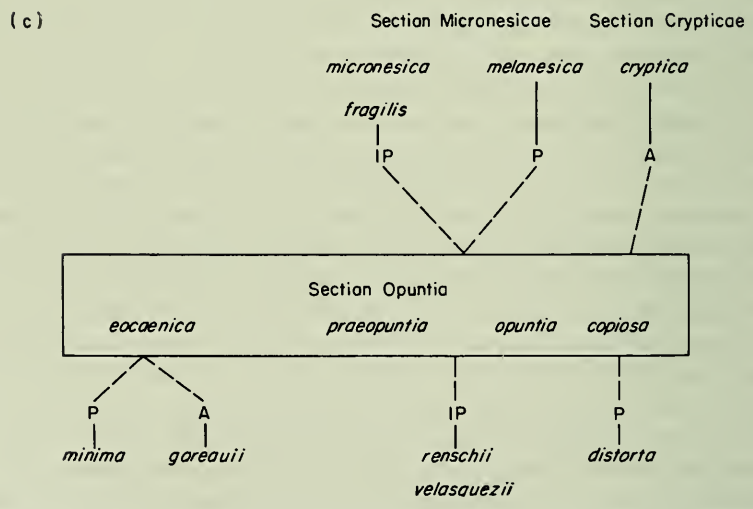 (c)
Section Micronesicae Section Crypticae
micronesica melanesica cryptica
fragilis
IP P A
Section Opuntia
eocaenica praeopuntia opuntia copiosa
P A IP P
minima goreauii renschii distorta
velasquezii